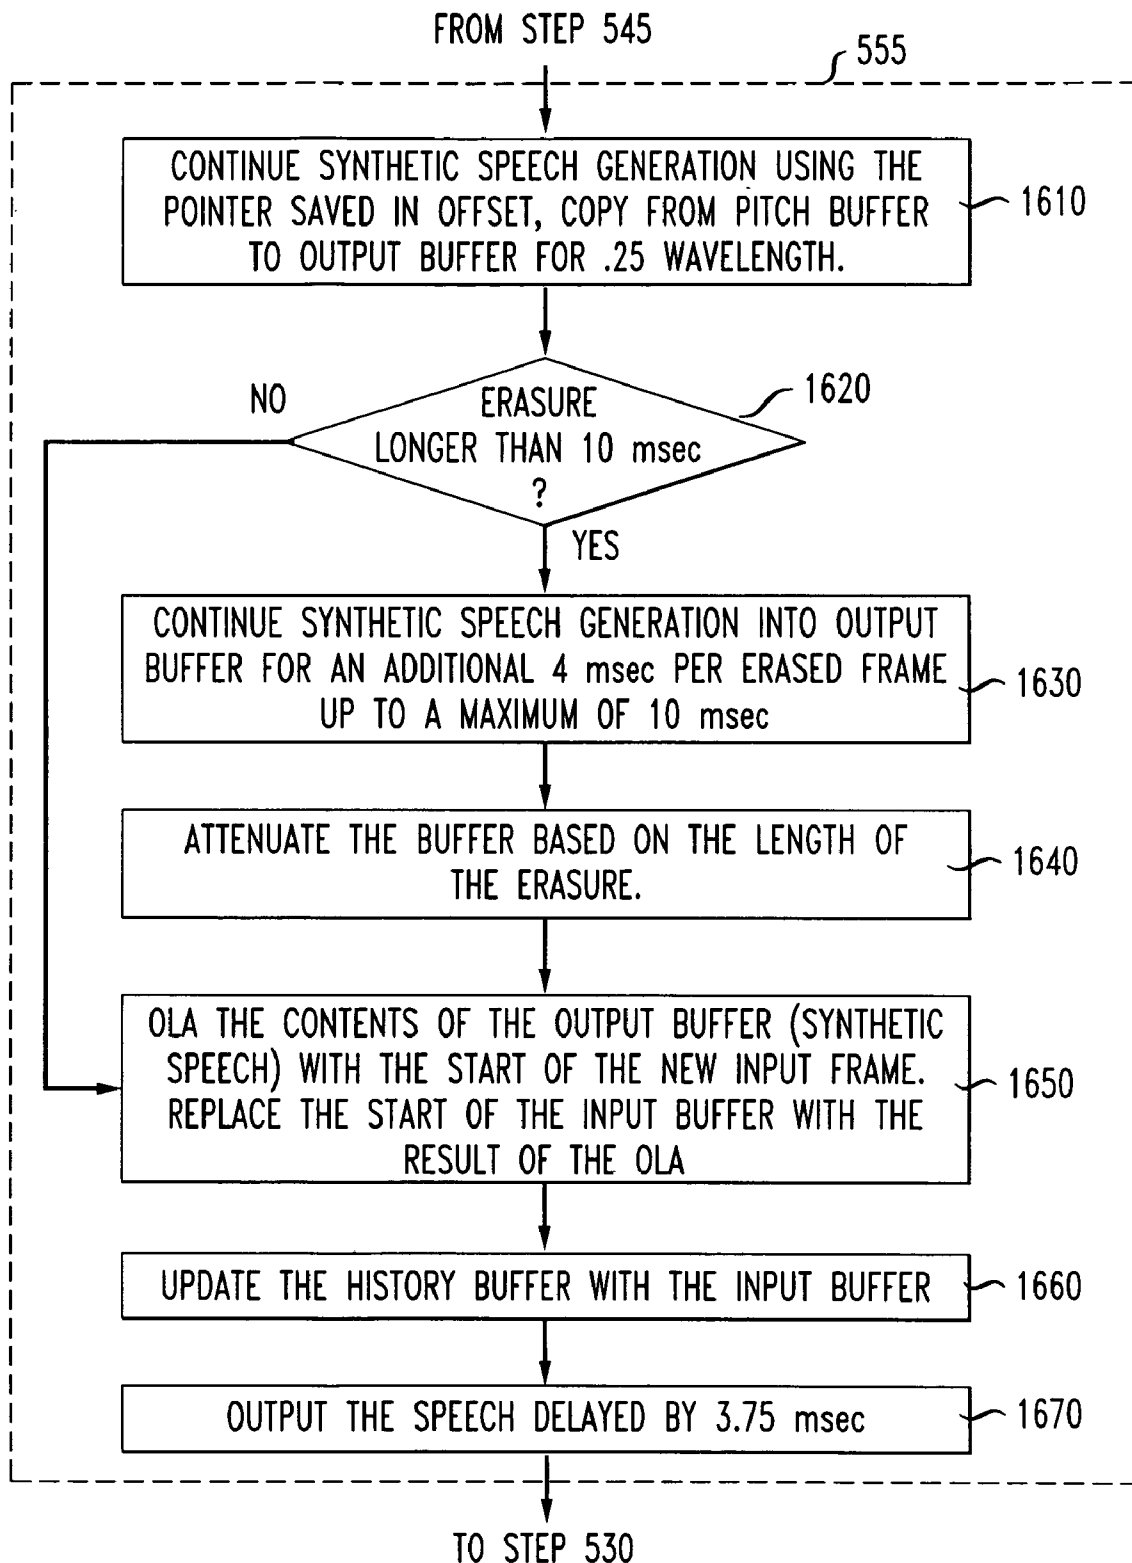 FROM STEP 545
555
CONTINUE SYNTHETIC SPEECH GENERATION USING THE
POINTER SAVED IN OFFSET, COPY FROM PITCH BUFFER
TO OUTPUT BUFFER FOR .25 WAVELENGTH.
1610
NO
ERASURE
LONGER THAN 10 msec
?
1620
YES
CONTINUE SYNTHETIC SPEECH GENERATION INTO OUTPUT
BUFFER FOR AN ADDITIONAL 4 msec PER ERASED FRAME
UP TO A MAXIMUM OF 10 msec
1630
ATTENUATE THE BUFFER BASED ON THE LENGTH OF
THE ERASURE.
1640
OLA THE CONTENTS OF THE OUTPUT BUFFER (SYNTHETIC
SPEECH) WITH THE START OF THE NEW INPUT FRAME.
REPLACE THE START OF THE INPUT BUFFER WITH THE
RESULT OF THE OLA
1650
UPDATE THE HISTORY BUFFER WITH THE INPUT BUFFER
1660
OUTPUT THE SPEECH DELAYED BY 3.75 msec
1670
TO STEP 530